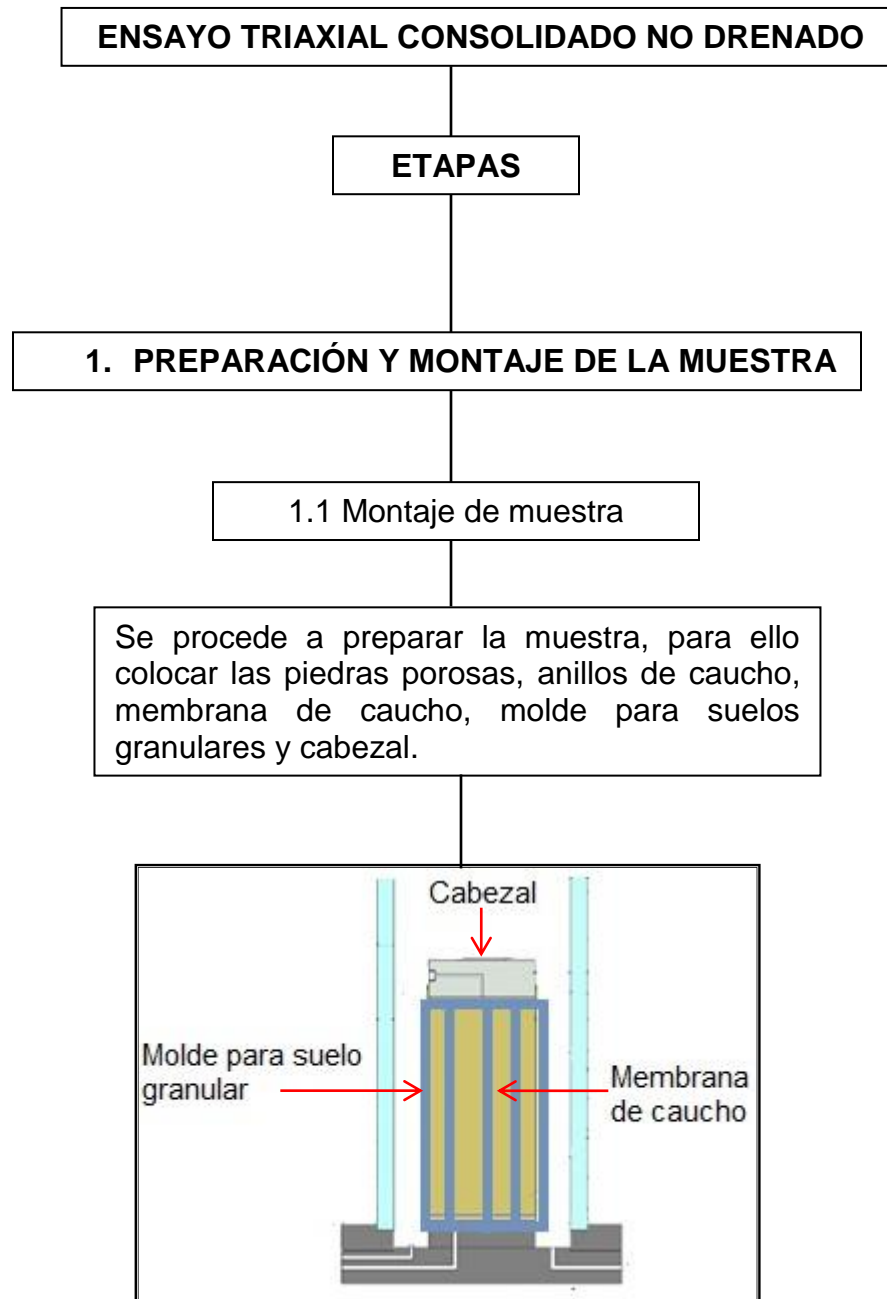 ENSAYO TRIAXIAL CONSOLIDADO NO DRENADO
ETAPAS
1. PREPARACIÓN Y MONTAJE DE LA MUESTRA
1.1 Montaje de muestra
Se procede a preparar la muestra, para ello
colocar las piedras porosas, anillos de caucho,
membrana de caucho, molde para suelos
granulares y cabezal.
Cabezal
Molde para suelo
granular
Membrana
de caucho